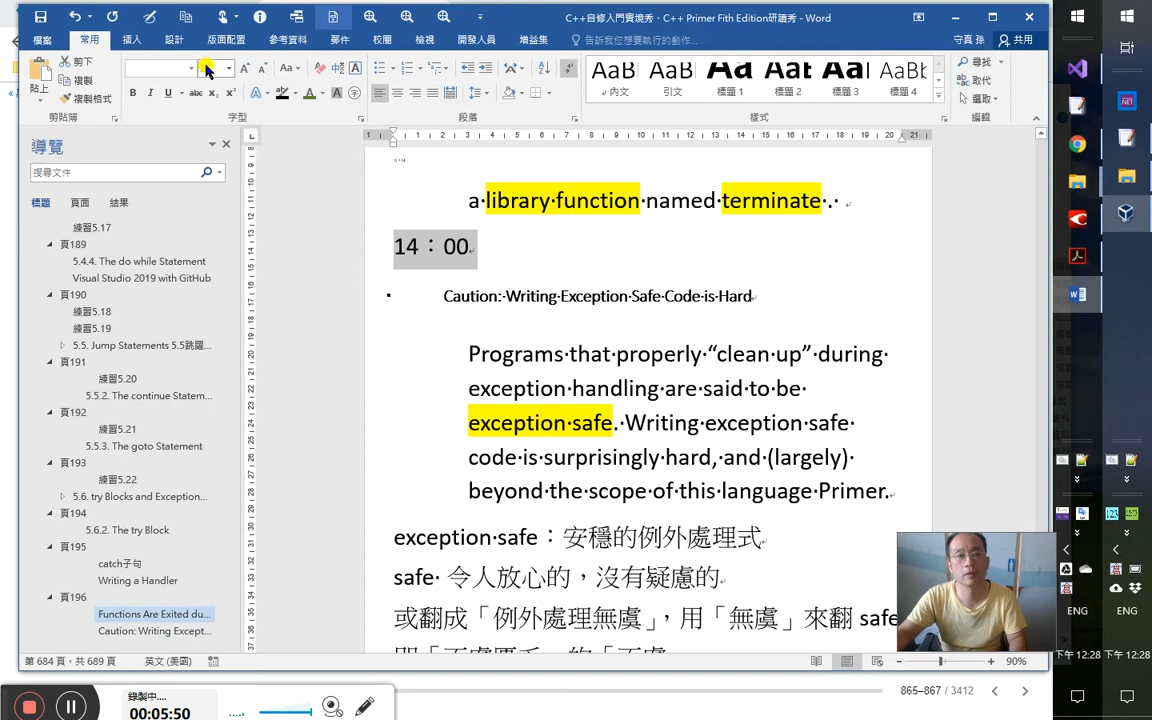 C++自修入門實境秀、C++ Primer Fith Edition研讀秀 - Word
檔案 常用 插入 設計 版面配置 參考資料 郵件 校閱 檢視 開發人員 增益集 告訴我您想要執行的動作... 守真 孫 共用
貼上
剪下
複製
複製格式
剪貼簿 字型 段落 樣式 編輯
AaB AaB Aa Aat Aal AaBb
內文 引文 標題 1 標題 2 標題 3 標題 4
尋找
取代
選取
導覽
搜尋文件
標題 頁面 結果
練習5.17
頁189
5.4.4. The do while Statement
Visual Studio 2019 with GitHub
頁190
練習5.18
練習5.19
5.5. Jump Statements 5.5跳躍...
頁191
練習5.20
5.5.2. The continue Statem...
頁192
練習5.21
5.5.3. The goto Statement
頁193
練習5.22
5.6. try Blocks and Exception...
頁194
5.6.2. The try Block
頁195
catch子句
Writing a Handler
頁196
Functions Are Exited du...
Caution: Writing Except...
a library function named terminate .
14：00
Caution: Writing Exception Safe Code is Hard
Programs that properly “clean up” during
exception handling are said to be
exception safe. Writing exception safe
code is surprisingly hard, and (largely)
beyond the scope of this language Primer.
exception safe：安穩的例外處理式
safe 令人放心的，沒有疑慮的
或翻成「例外處理無虞」，用「無虞」來翻 safe
第 684 頁，共 689 頁 英文 (美國) 90%
錄製中....
00:05:50
865–867 / 3412
ENG ENG
下午 12:28 下午 12:28